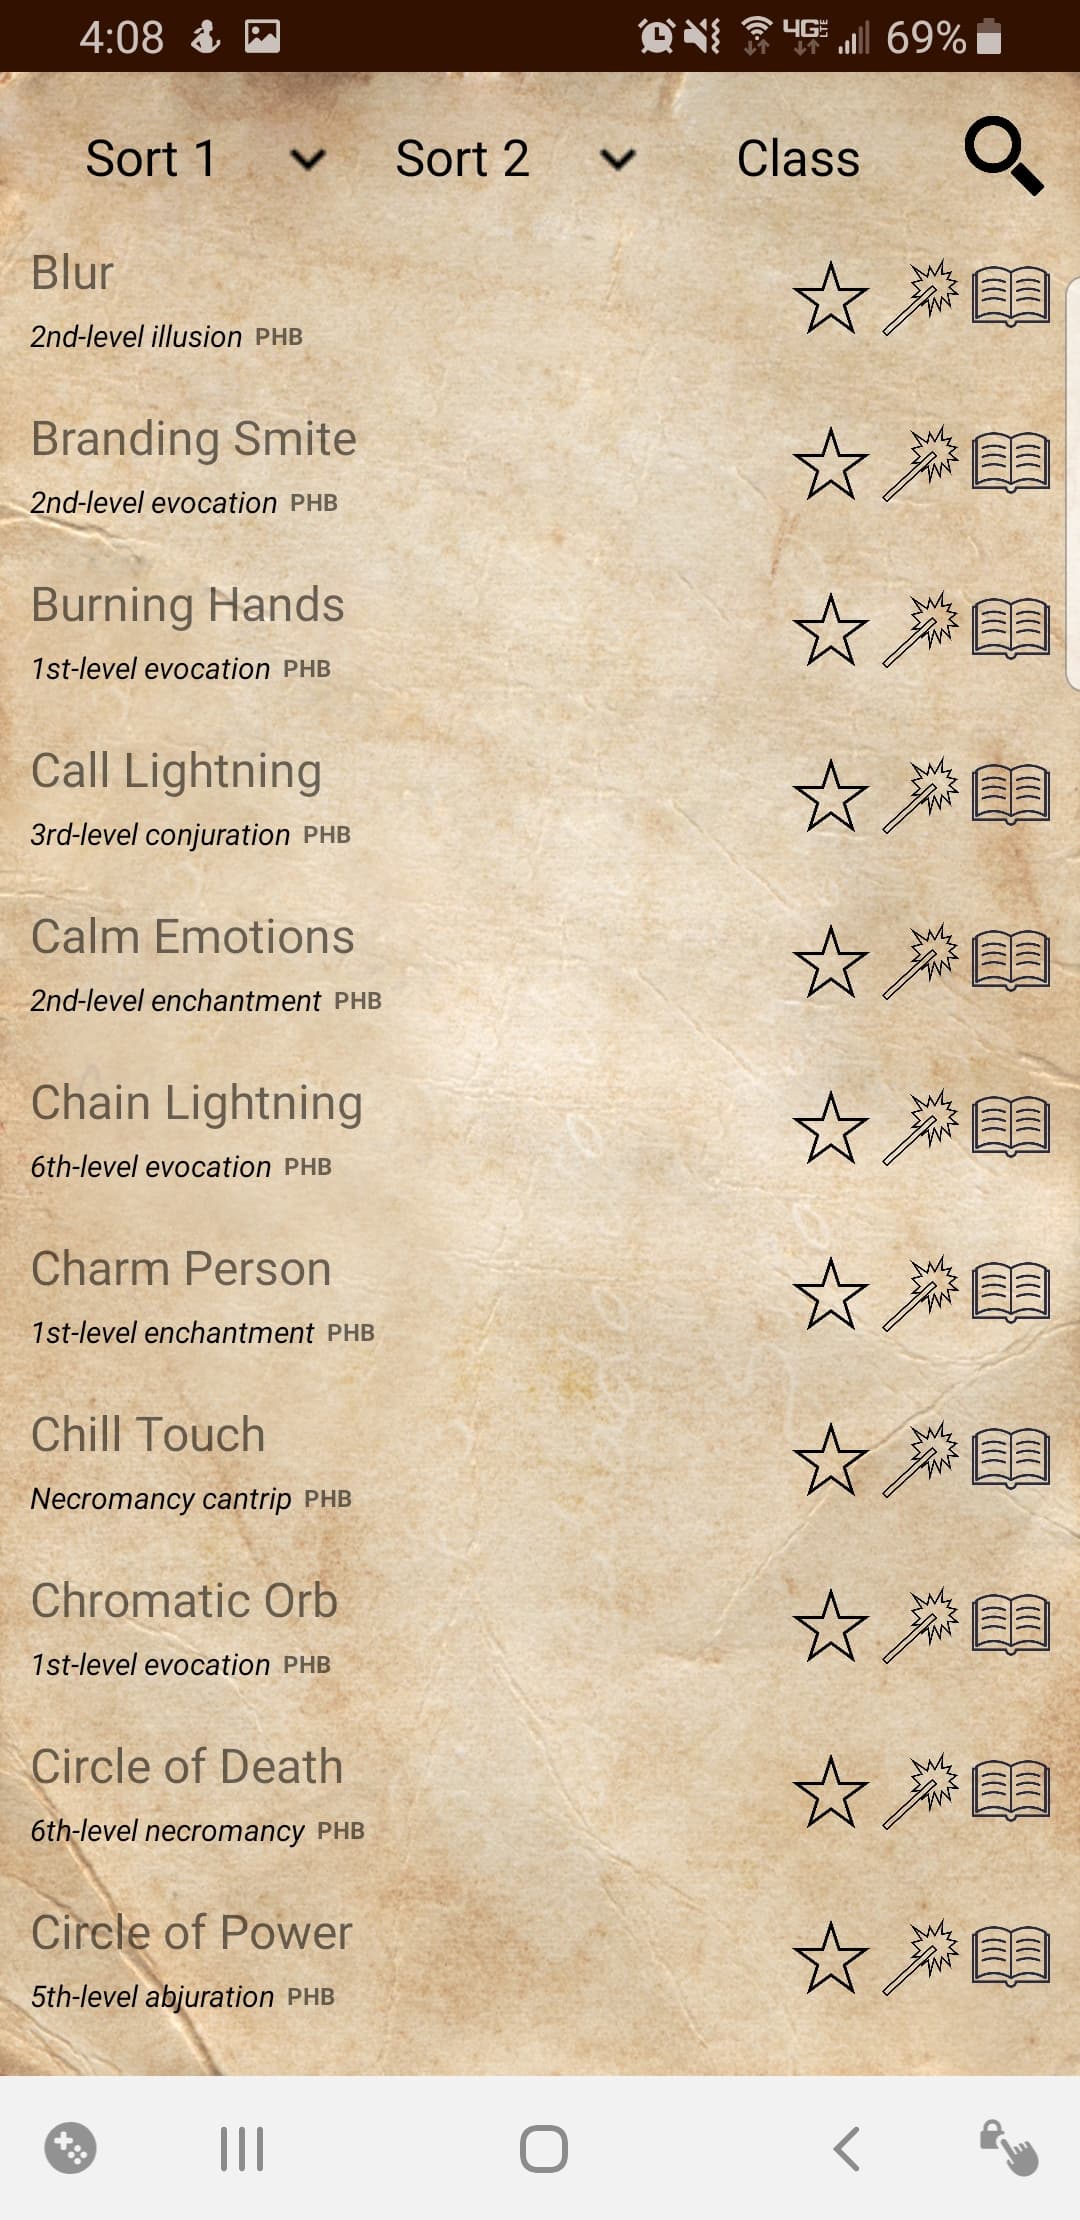 4:08 4G LTE 69%
Sort 1 Sort 2 Class
Blur
2nd-level illusion PHB
Branding Smite
2nd-level evocation PHB
Burning Hands
1st-level evocation PHB
Call Lightning
3rd-level conjuration PHB
Calm Emotions
2nd-level enchantment PHB
Chain Lightning
6th-level evocation PHB
Charm Person
1st-level enchantment PHB
Chill Touch
Necromancy cantrip PHB
Chromatic Orb
1st-level evocation PHB
Circle of Death
6th-level necromancy PHB
Circle of Power
5th-level abjuration PHB